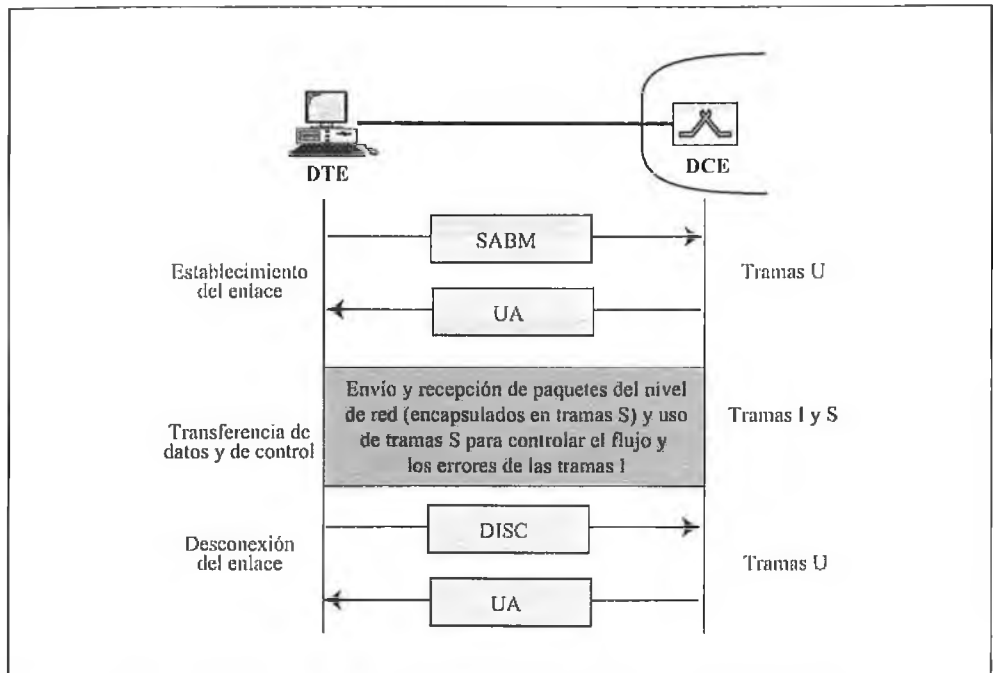 DTE
DCE
SABM
Establecimiento
del enlace
Tramas U
UA
Envío y recepción de paquetes del nivel
de red (encapsulados en tramas S) y uso
de tramas S para controlar el flujo y
los errores de las tramas I
Transferencia de
datos y de control
Tramas I y S
DISC
Desconexión
del enlace
Tramas U
UA